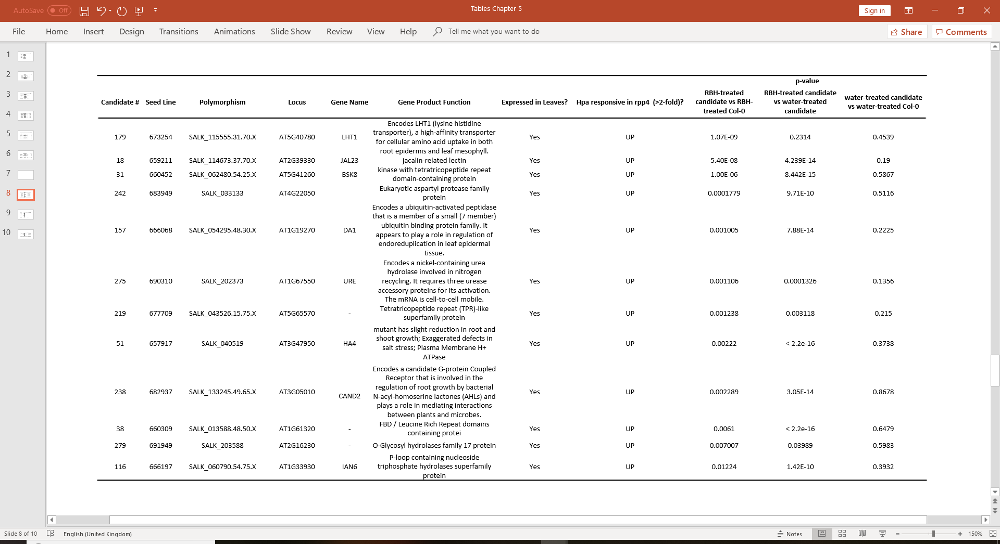 AutoSave Off
Tables Chapter 5
Sign in
File Home Insert Design Transitions Animations Slide Show Review View Help Tell me what you want to do
Share Comments
1
2
3
4
5
6
7
8
9
10
p-value
Candidate # Seed Line Polymorphism Locus Gene Name Gene Product Function Expressed in Leaves? Hpa responsive in rpp4 (>2-fold)?
RBH-treated
candidate vs RBH-
treated Col-0
RBH-treated candidate
vs water-treated
candidate
water-treated candidate
vs water-treated Col-0
179 673254 SALK_115555.31.70.X AT5G40780 LHT1
Encodes LHT1 (lysine histidine
transporter), a high-affinity transporter
for cellular amino acid uptake in both
root epidermis and leaf mesophyll.
Yes UP 1.07E-09 0.2314 0.4539
18 659211 SALK_114673.37.70.X AT2G39330 JAL23 jacalin-related lectin Yes UP 5.40E-08 4.239E-14 0.19
31 660452 SALK_062480.54.25.X AT5G41260 BSK8
kinase with tetratricopeptide repeat
domain-containing protein
Yes UP 1.00E-06 8.442E-15 0.5867
242 683949 SALK_033133 AT4G22050
Eukaryotic aspartyl protease family
protein
Yes UP 0.0001779 9.71E-10 0.5116
157 666068 SALK_054295.48.30.X AT1G19270 DA1
Encodes a ubiquitin-activated peptidase
that is a member of a small (7 member)
ubiquitin binding protein family. It
appears to play a role in regulation of
endoreduplication in leaf epidermal
tissue.
Yes UP 0.001005 7.88E-14 0.2225
275 690310 SALK_202373 AT1G67550 URE
Encodes a nickel-containing urea
hydrolase involved in nitrogen
recycling. It requires three urease
accessory proteins for its activation.
The mRNA is cell-to-cell mobile.
Yes UP 0.001106 0.0001326 0.1356
219 677709 SALK_043526.15.75.X AT5G65570 -
Tetratricopeptide repeat (TPR)-like
superfamily protein
Yes UP 0.001238 0.003118 0.215
51 657917 SALK_040519 AT3G47950 HA4
mutant has slight reduction in root and
shoot growth; Exaggerated defects in
salt stress; Plasma Membrane H+
ATPase
Yes UP 0.00222 < 2.2e-16 0.3738
238 682937 SALK_133245.49.65.X AT3G05010 CAND2
Encodes a candidate G-protein Coupled
Receptor that is involved in the
regulation of root growth by bacterial
N-acyl-homoserine lactones (AHLs) and
plays a role in mediating interactions
between plants and microbes.
Yes UP 0.002289 3.05E-14 0.8678
38 660309 SALK_013588.48.50.X AT1G61320 -
FBD / Leucine Rich Repeat domains
containing protei
Yes UP 0.0061 < 2.2e-16 0.6479
279 691949 SALK_203588 AT2G16230 - O-Glycosyl hydrolases family 17 protein Yes UP 0.007007 0.03989 0.5983
116 666197 SALK_060790.54.75.X AT1G33930 IAN6
P-loop containing nucleoside
triphosphate hydrolases superfamily
protein
Yes UP 0.01224 1.42E-10 0.3932
Slide 8 of 10 English (United Kingdom) Notes 150%